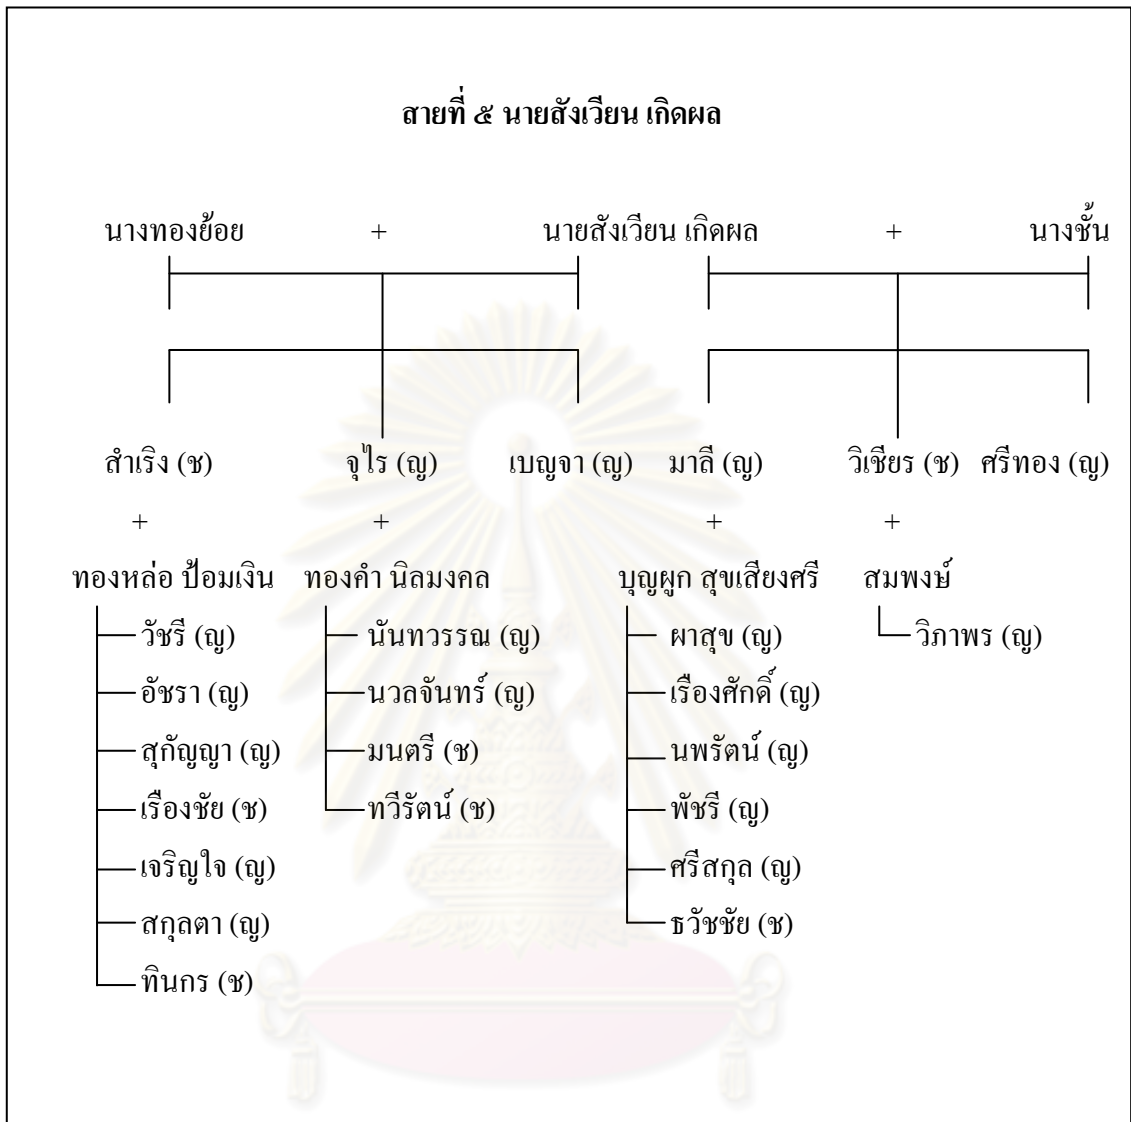 สายที่ ๕ นายสังเวียน เกิดผล
นางทองย้อย + นายสังเวียน เกิดผล + นางชั้น
สำเริง (ช) จุไร (ญ) เบญจา (ญ) มาลี (ญ) วิเชียร (ช) ศรีทอง (ญ)
+ + + +
ทองหล่อ ป้อมเงิน ทองคำ นิลมงคล บุญผูก สุขเสียงศรี สมพงษ์
วัชรี (ญ) นันทวรรณ (ญ) ผาสุข (ญ) วิภาพร (ญ)
อัชรา (ญ) นวลจันทร์ (ญ) เรืองศักดิ์ (ญ)
สุกัญญา (ญ) มนตรี (ช) นพรัตน์ (ญ)
เรืองชัย (ช) ทวีรัตน์ (ช) พัชรี (ญ)
เจริญใจ (ญ) ศรีสกุล (ญ)
สกุลตา (ญ) ธวัชชัย (ช)
ทินกร (ช)